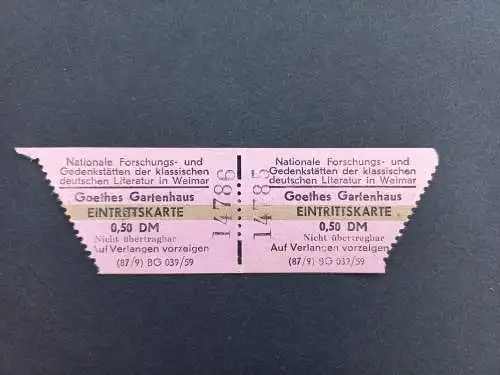 Nationale Forschungs- und
Gedenkstätten der klassischen
deutschen Literatur in Weimar
Goethes Gartenhaus
EINTRITTSKARTE
0,50 DM
Nicht übertragbar
Auf Verlangen vorzeigen
(87/9) BG 039/59
14786
14785
Nationale Forschungs- und
Gedenkstätten der klassischen
deutschen Literatur in Weimar
Goethes Gartenhaus
EINTRITTSKARTE
0,50 DM
Nicht übertragbar
Auf Verlangen vorzeigen
(87/9) BG 039/59